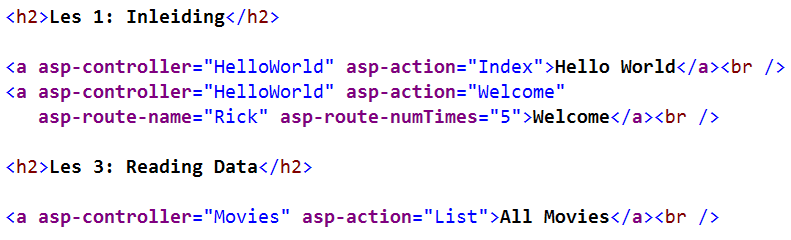 <h2>Les 1: Inleiding</h2>
<a asp-controller="HelloWorld" asp-action="Index">Hello World</a><br />
<a asp-controller="HelloWorld" asp-action="Welcome"
asp-route-name="Rick" asp-route-numTimes="5">Welcome</a><br />
<h2>Les 3: Reading Data</h2>
<a asp-controller="Movies" asp-action="List">All Movies</a><br />